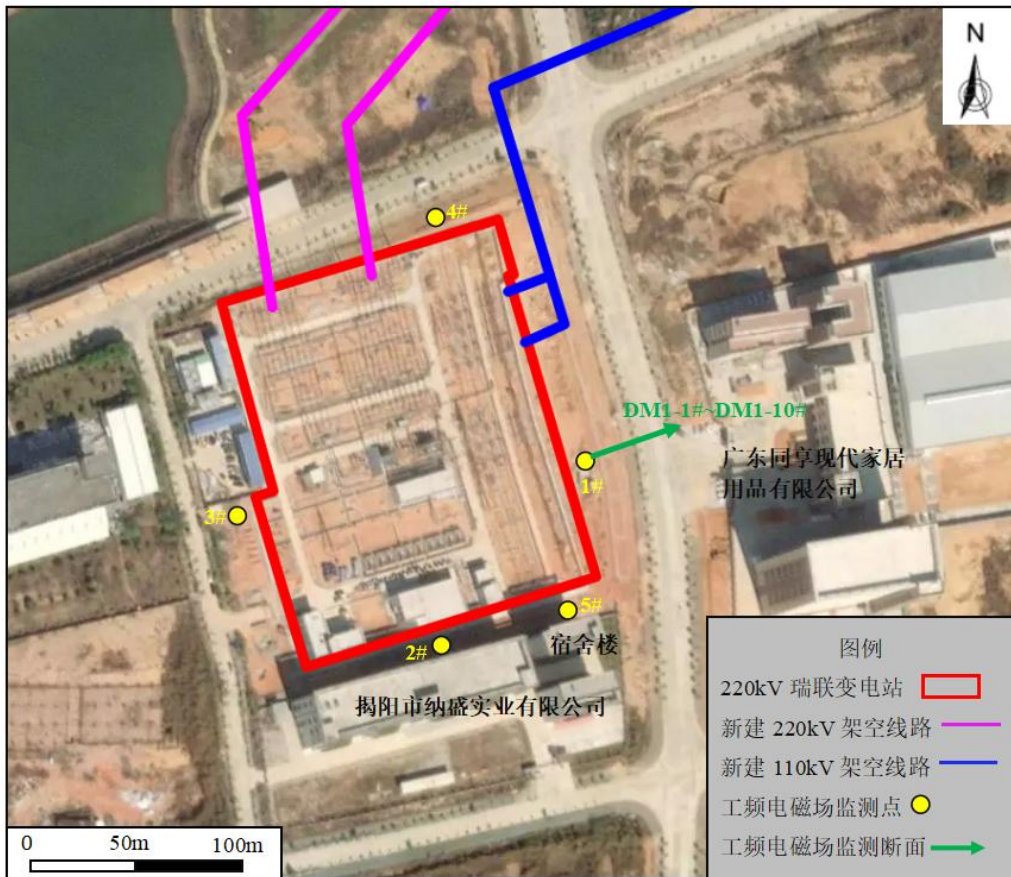 N
4#
DM1-1#~DM1-10#
1#
广东同享现代家居
用品有限公司
3#
5#
宿舍楼
2#
揭阳市纳盛实业有限公司
图例
220kV 瑞联变电站
新建 220kV 架空线路
新建 110kV 架空线路
工频电磁场监测点
工频电磁场监测断面
0 50m 100m